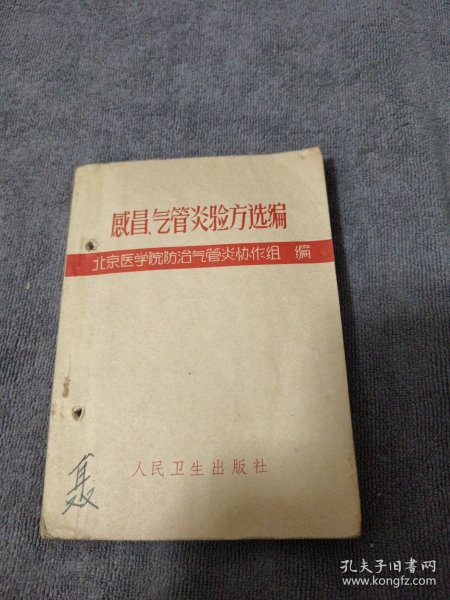 感冒、气管炎验方选编
北京医学院防治气管炎协作组 编
人民卫生出版社
聂
孔夫子旧书网
www.kongfz.com